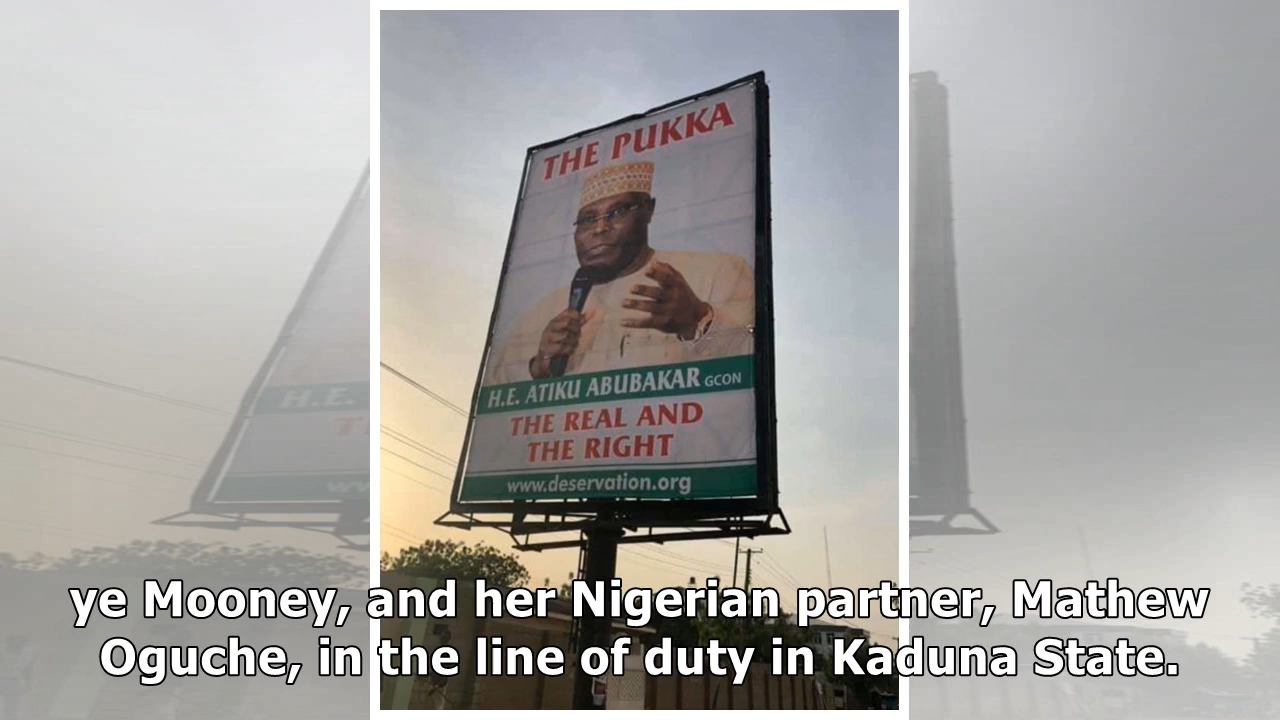 THE PUKKA
H.E. ATIKU ABUBAKAR GCON
THE REAL AND
THE RIGHT
www.deservation.org
ye Mooney, and her Nigerian partner, Mathew
Oguche, in the line of duty in Kaduna State.